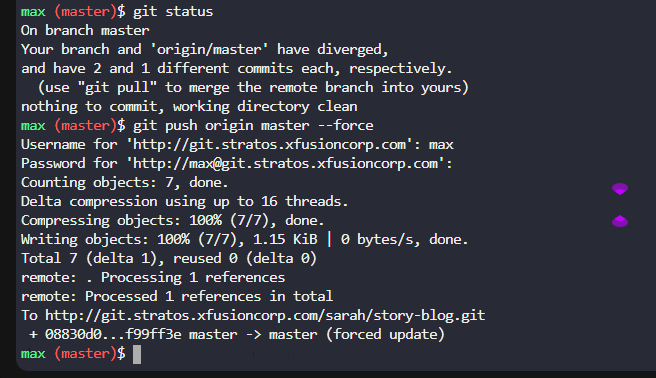 max (master)$ git status
On branch master
Your branch and 'origin/master' have diverged,
and have 2 and 1 different commits each, respectively.
  (use "git pull" to merge the remote branch into yours)
nothing to commit, working directory clean
max (master)$ git push origin master --force
Username for 'http://git.stratos.xfusioncorp.com': max
Password for 'http://max@git.stratos.xfusioncorp.com':
Counting objects: 7, done.
Delta compression using up to 16 threads.
Compressing objects: 100% (7/7), done.
Writing objects: 100% (7/7), 1.15 KiB | 0 bytes/s, done.
Total 7 (delta 1), reused 0 (delta 0)
remote: . Processing 1 references
remote: Processed 1 references in total
To http://git.stratos.xfusioncorp.com/sarah/story-blog.git
 + 08830d0...f99ff3e master -> master (forced update)
max (master)$